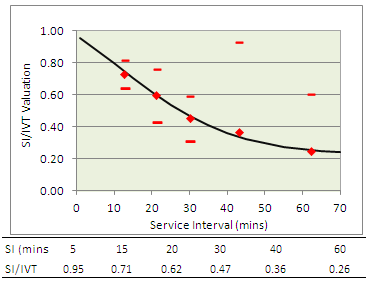 1.00
0.80
0.60
0.40
0.20
0.00
SI/IVT Valuation
0 10 20 30 40 50 60 70
Service Interval (mins)
SI (mins 5 15 20 30 40 60
SI/IVT 0.95 0.71 0.62 0.47 0.36 0.26